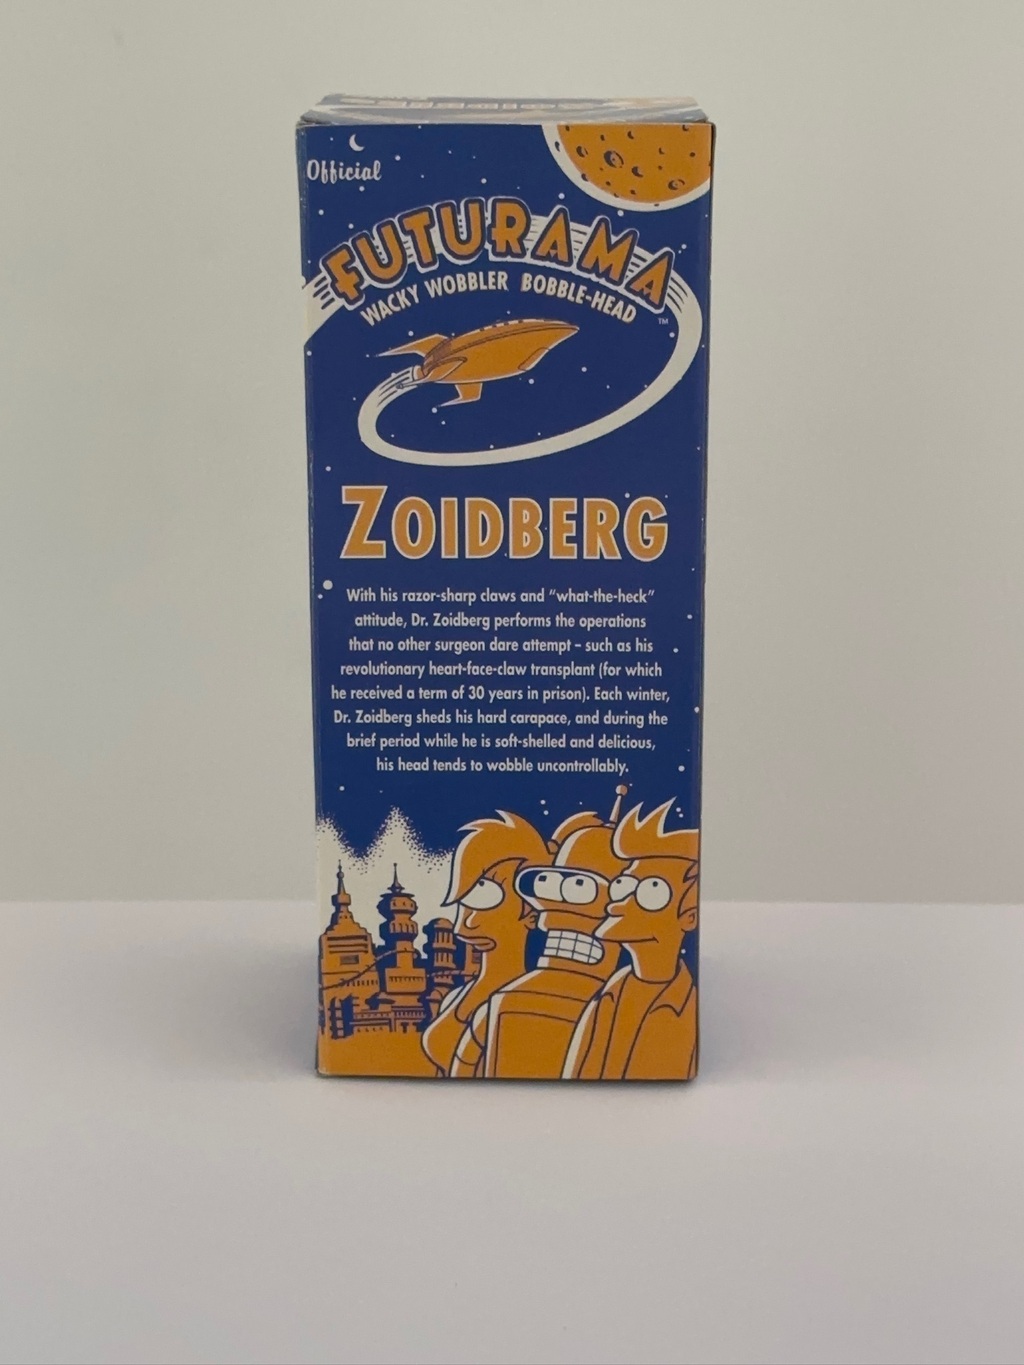 Official
FUTURAMA
WACKY WOBBLER BOBBLE-HEAD
TM
ZOIDBERG
With his razor-sharp claws and "what-the-heck"
attitude, Dr. Zoidberg performs the operations
that no other surgeon dare attempt – such as his
revolutionary heart-face-claw transplant (for which
he received a term of 30 years in prison). Each winter,
Dr. Zoidberg sheds his hard carapace, and during the
brief period while he is soft-shelled and delicious,
his head tends to wobble uncontrollably.